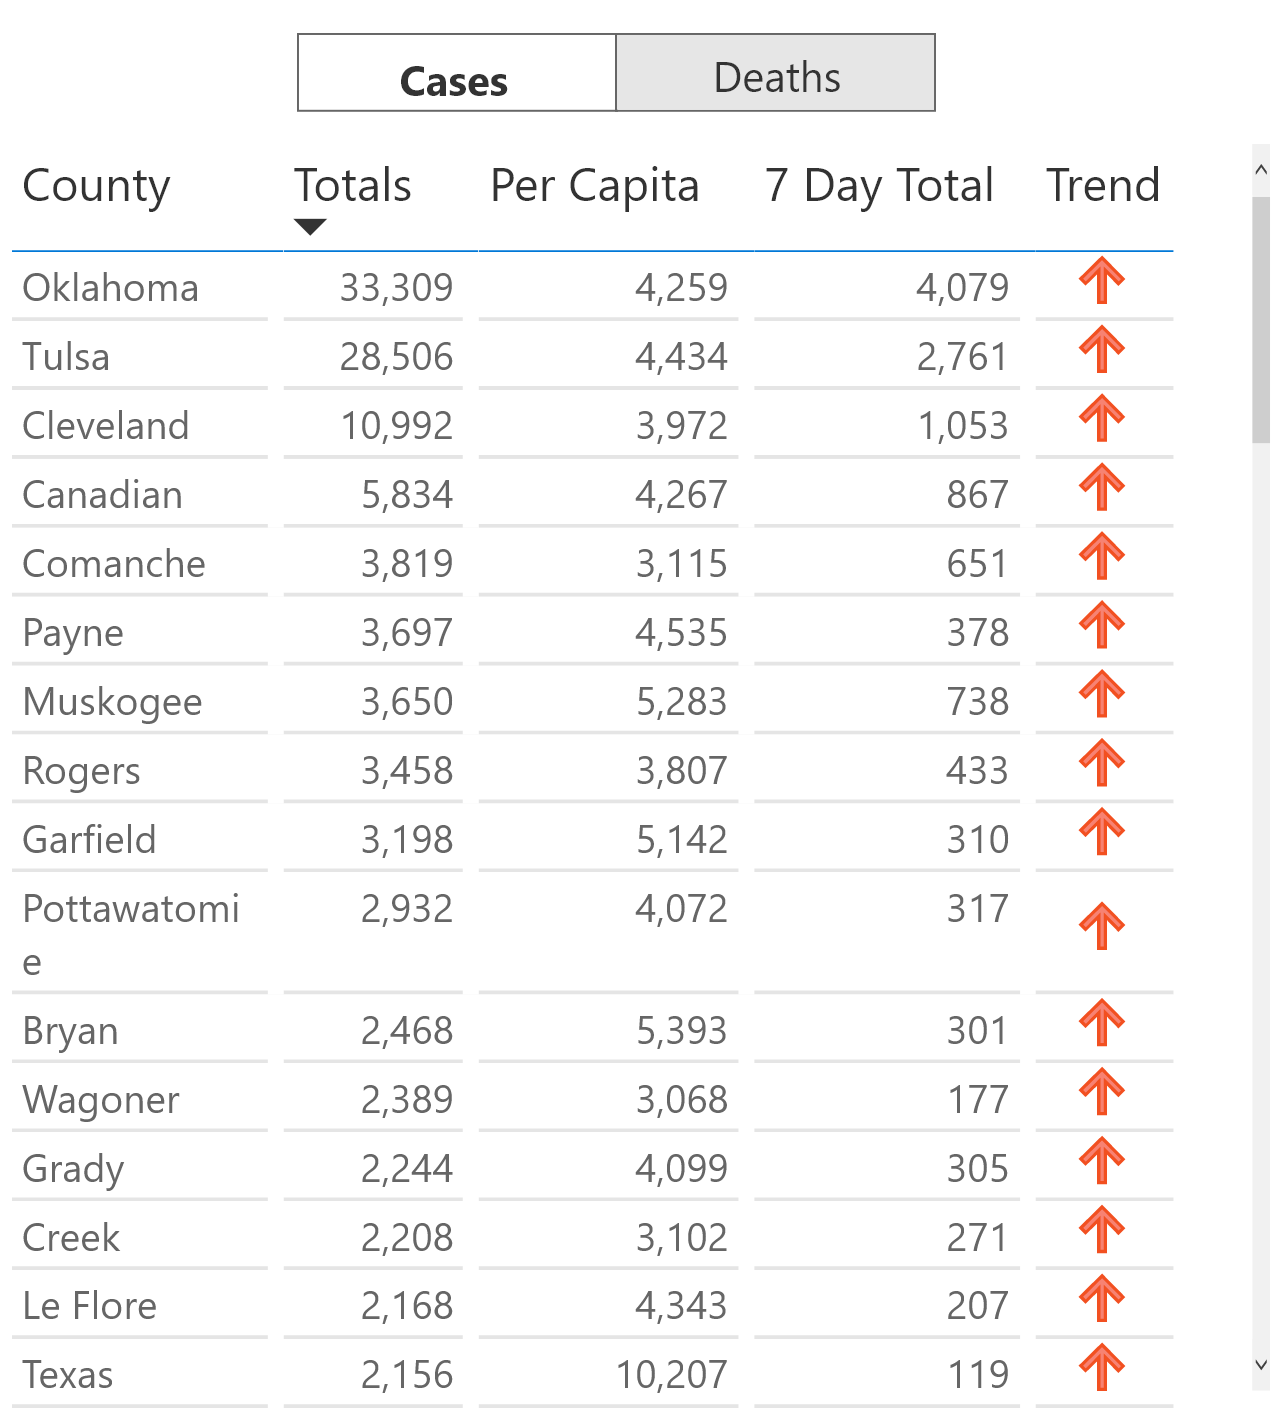 Cases Deaths
County Totals Per Capita 7 Day Total Trend
Oklahoma 33,309 4,259 4,079
Tulsa 28,506 4,434 2,761
Cleveland 10,992 3,972 1,053
Canadian 5,834 4,267 867
Comanche 3,819 3,115 651
Payne 3,697 4,535 378
Muskogee 3,650 5,283 738
Rogers 3,458 3,807 433
Garfield 3,198 5,142 310
Pottawatomi 2,932 4,072 317
e
Bryan 2,468 5,393 301
Wagoner 2,389 3,068 177
Grady 2,244 4,099 305
Creek 2,208 3,102 271
Le Flore 2,168 4,343 207
Texas 2,156 10,207 119